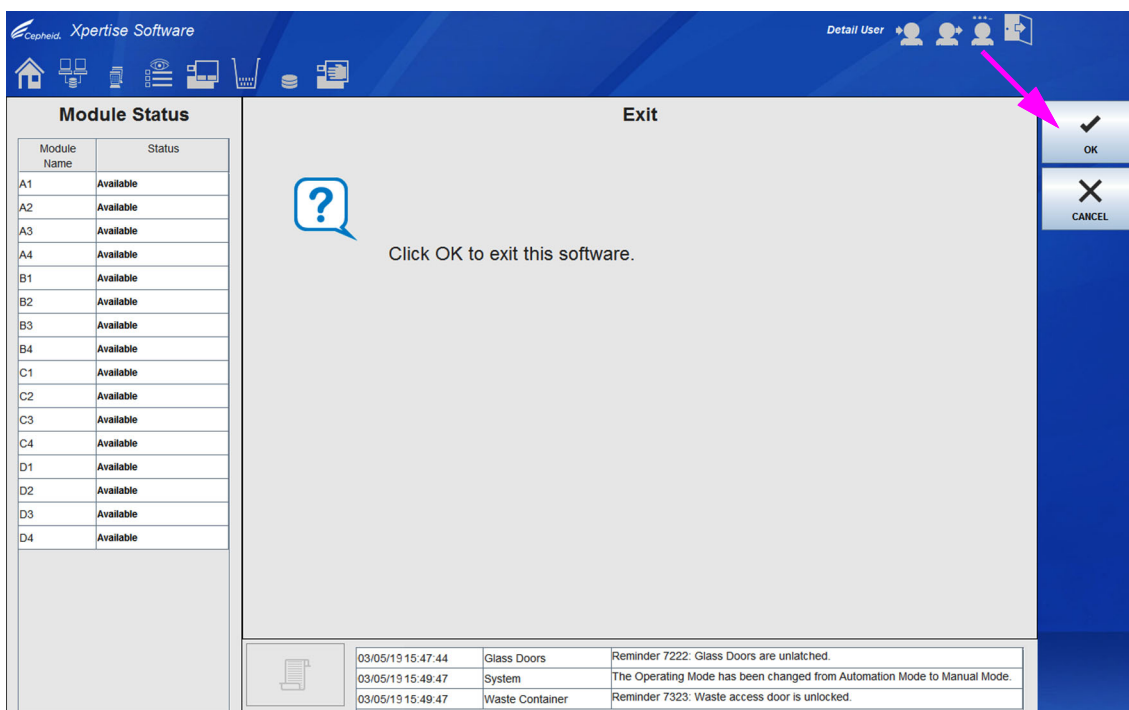 Cepheid. Xpertise Software
Detail User
Module Status
Exit
Module Name Status
A1 Available
A2 Available
A3 Available
A4 Available
B1 Available
B2 Available
B3 Available
B4 Available
C1 Available
C2 Available
C3 Available
C4 Available
D1 Available
D2 Available
D3 Available
D4 Available
?
Click OK to exit this software.
OK
CANCEL
03/05/19 15:47:44 Glass Doors Reminder 7222: Glass Doors are unlatched.
03/05/19 15:49:47 System The Operating Mode has been changed from Automation Mode to Manual Mode.
03/05/19 15:49:47 Waste Container Reminder 7323: Waste access door is unlocked.